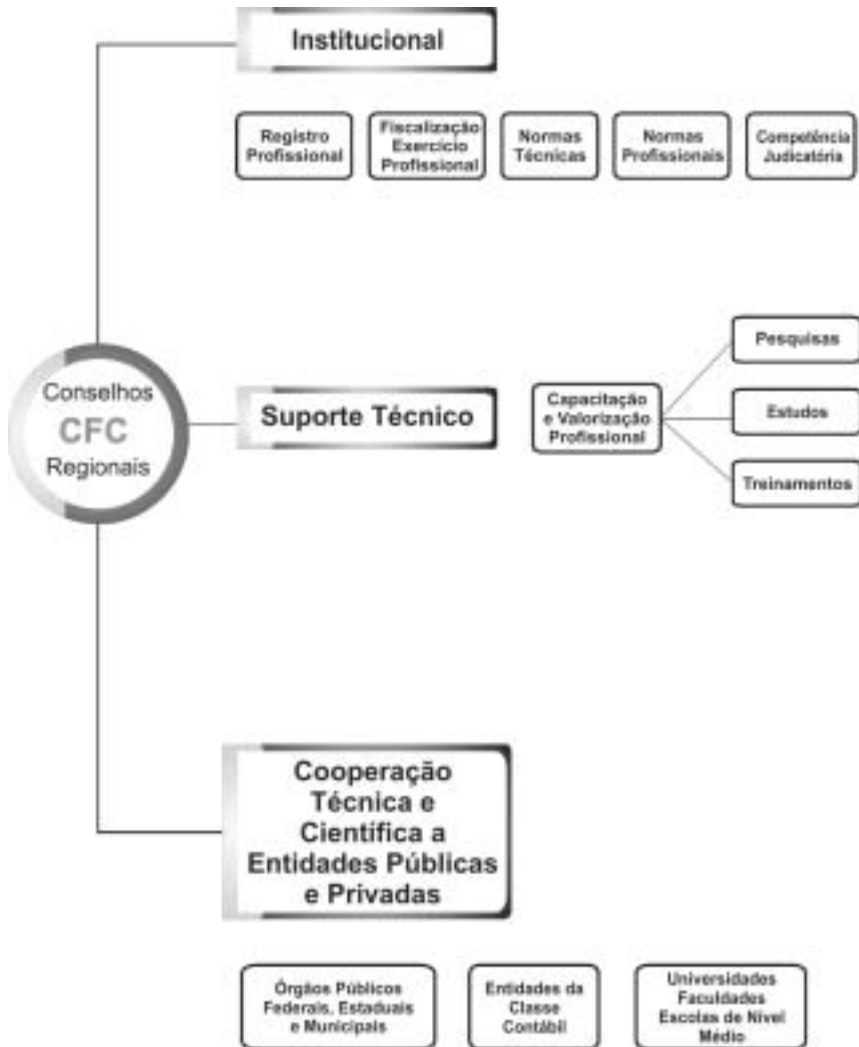 Institucional
Registro
Profissional
Fiscalização
Exercício
Profissional
Normas
Técnicas
Normas
Profissionais
Competência
Judicatória
Conselhos
CFC
Regionais
Suporte Técnico
Capacitação
e Valorização
Profissional
Pesquisas
Estudos
Treinamentos
Cooperação
Técnica e
Científica a
Entidades Públicas
e Privadas
Órgãos Públicos
Federais, Estaduais
e Municipais
Entidades da
Classe
Contábil
Universidades
Faculdades
Escolas de Nível
Médio